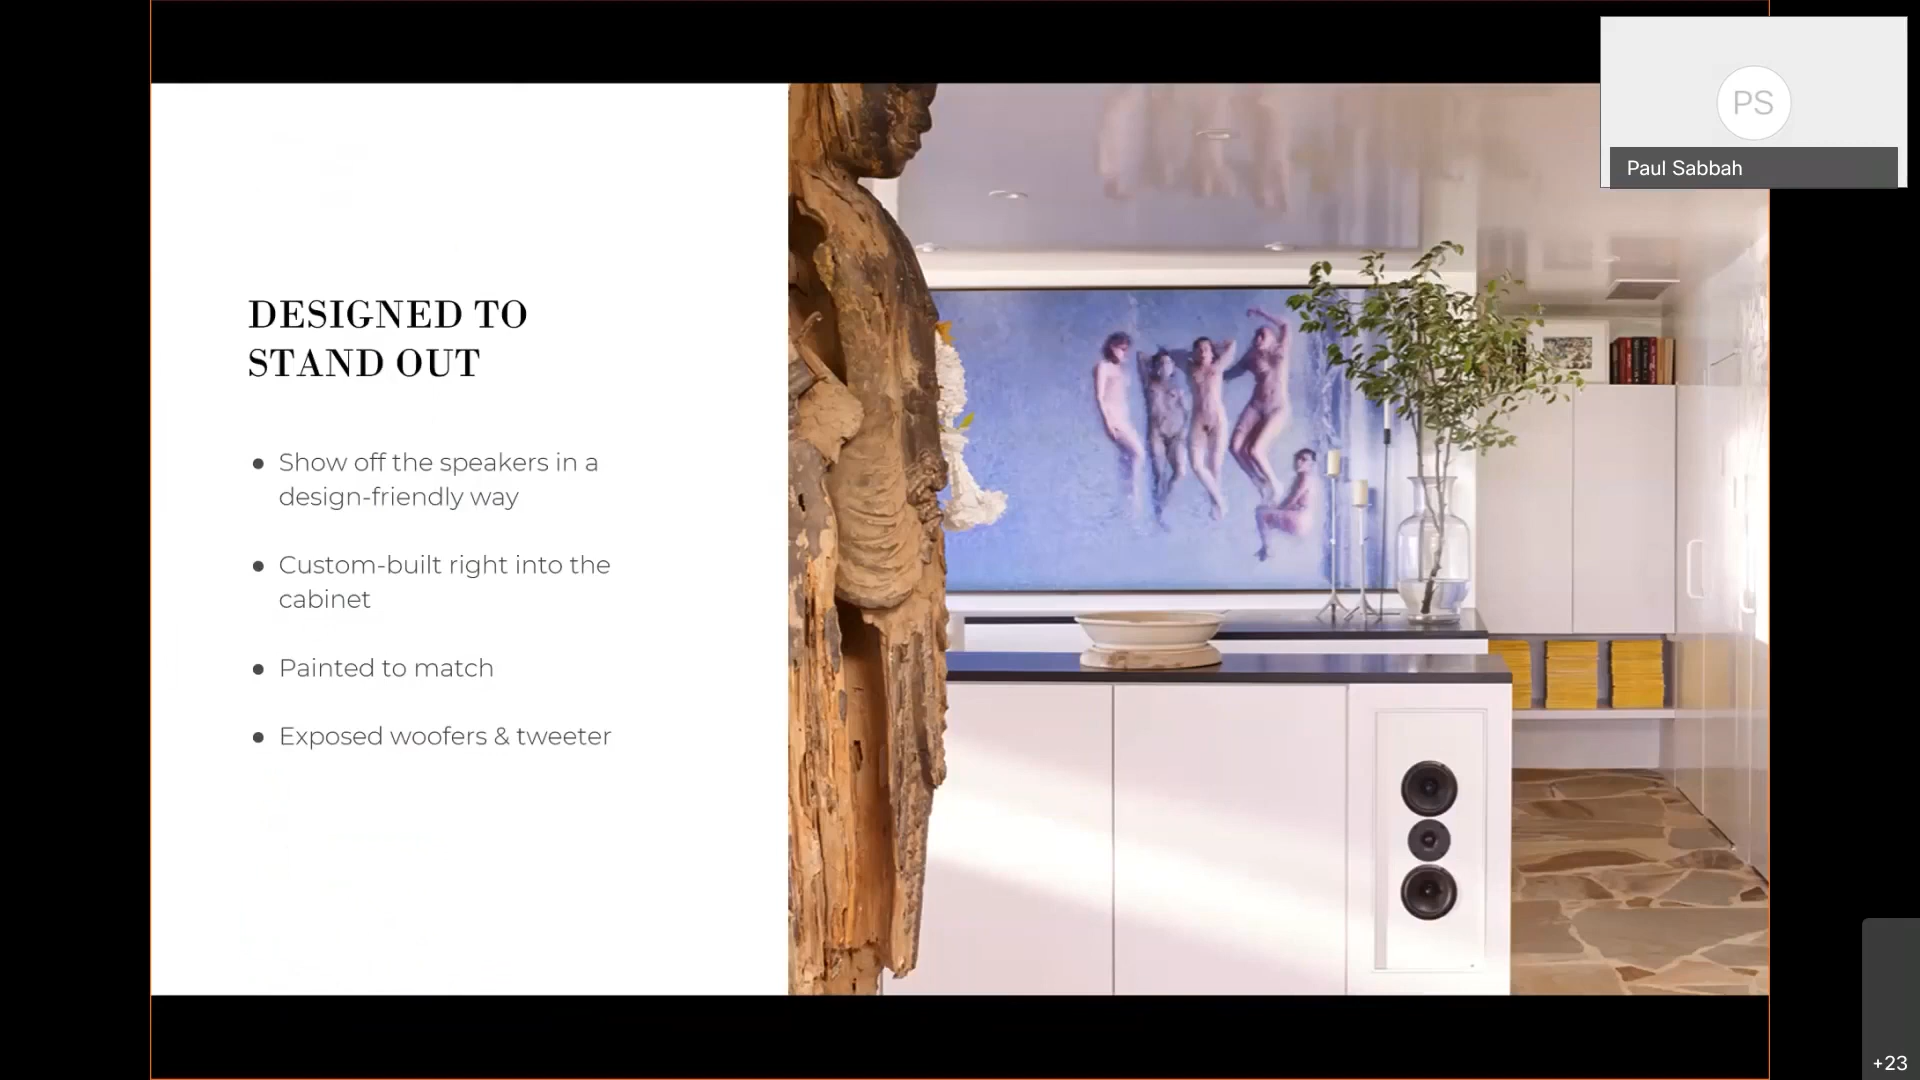 PS
Paul Sabbah
DESIGNED TO
STAND OUT
● Show off the speakers in a
design-friendly way
● Custom-built right into the
cabinet
● Painted to match
● Exposed woofers & tweeter
+23